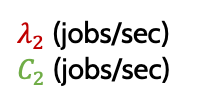 λ₂ (jobs/sec)
C₂ (jobs/sec)